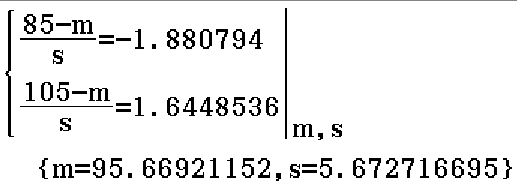 85-m
s
=-1.880794
105-m
s
=1.6448536
m,s
{m=95.66921152,s=5.672716695}